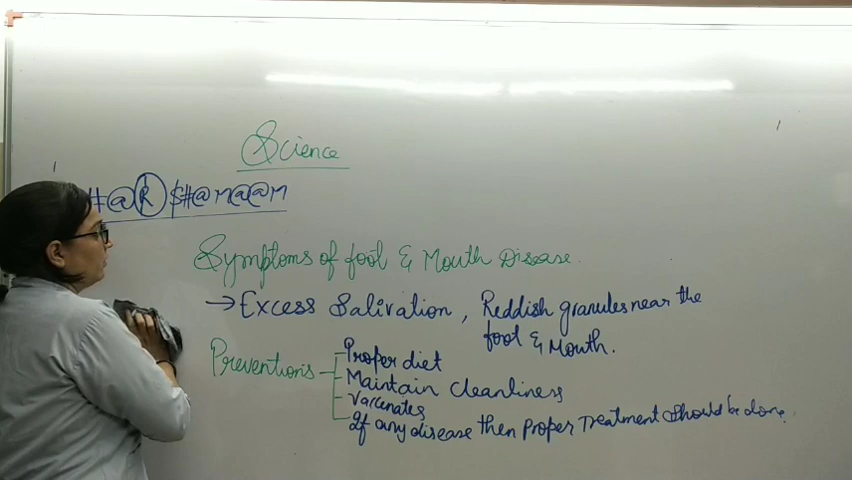 Science
#@R$#@M@@M
Symptoms of foot & Mouth Disease.
→ Excess Salivation, Reddish granules near the
foot & Mouth.
Preventions
Proper diet
Maintain cleanliness
Vaccinates
If any disease then proper treatment should be done.